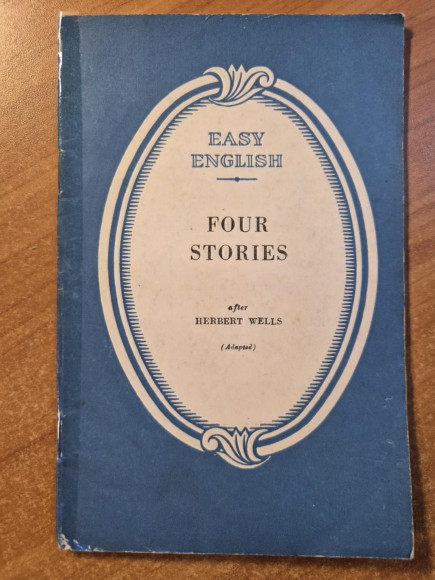 EASY
ENGLISH
FOUR
STORIES
after
HERBERT WELLS
(Adapted)